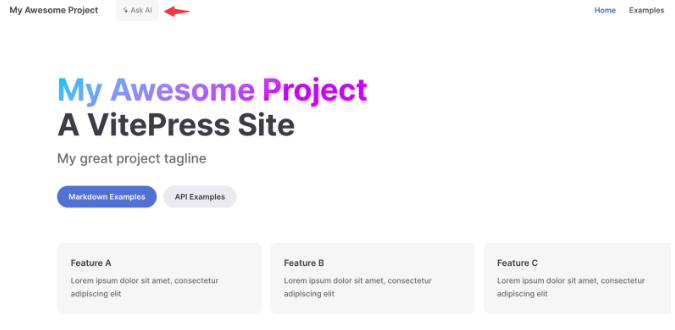 My Awesome Project
Ask AI
Home
Examples
My Awesome Project
A VitePress Site
My great project tagline
Markdown Examples
API Examples
Feature A
Lorem ipsum dolor sit amet, consectetur
adipiscing elit
Feature B
Lorem ipsum dolor sit amet, consectetur
adipiscing elit
Feature C
Lorem ipsum dolor sit amet, consectetur
adipiscing elit